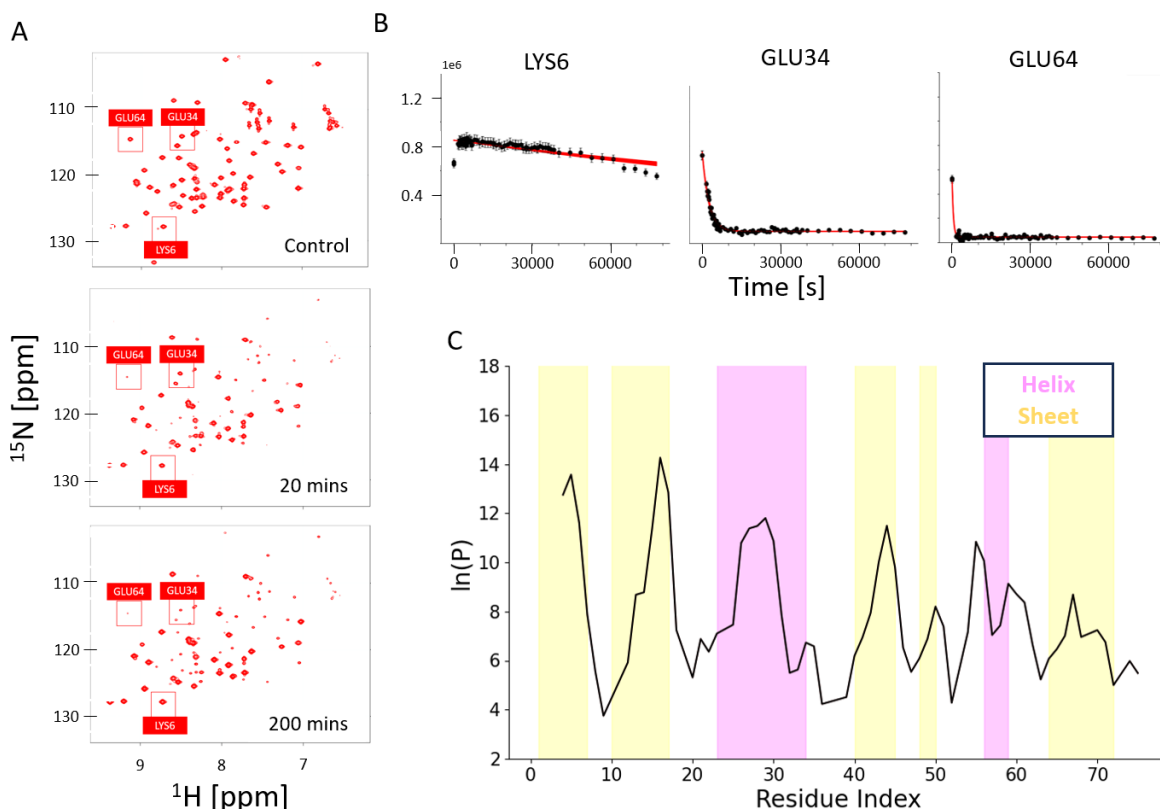 A
GLU64
GLU34
110
120
130
LYS6
Control
GLU64
GLU34
110
120
130
LYS6
20 mins
GLU64
GLU34
110
120
130
LYS6
200 mins
9
8
7
15N [ppm]
1H [ppm]
B
LYS6
GLU34
GLU64
1e6
1.2
0.8
0.4
0
30000
60000
0
30000
60000
0
30000
60000
Time [s]
C
Helix
Sheet
18
16
14
12
10
8
6
4
2
ln(P)
0
10
20
30
40
50
60
70
Residue Index